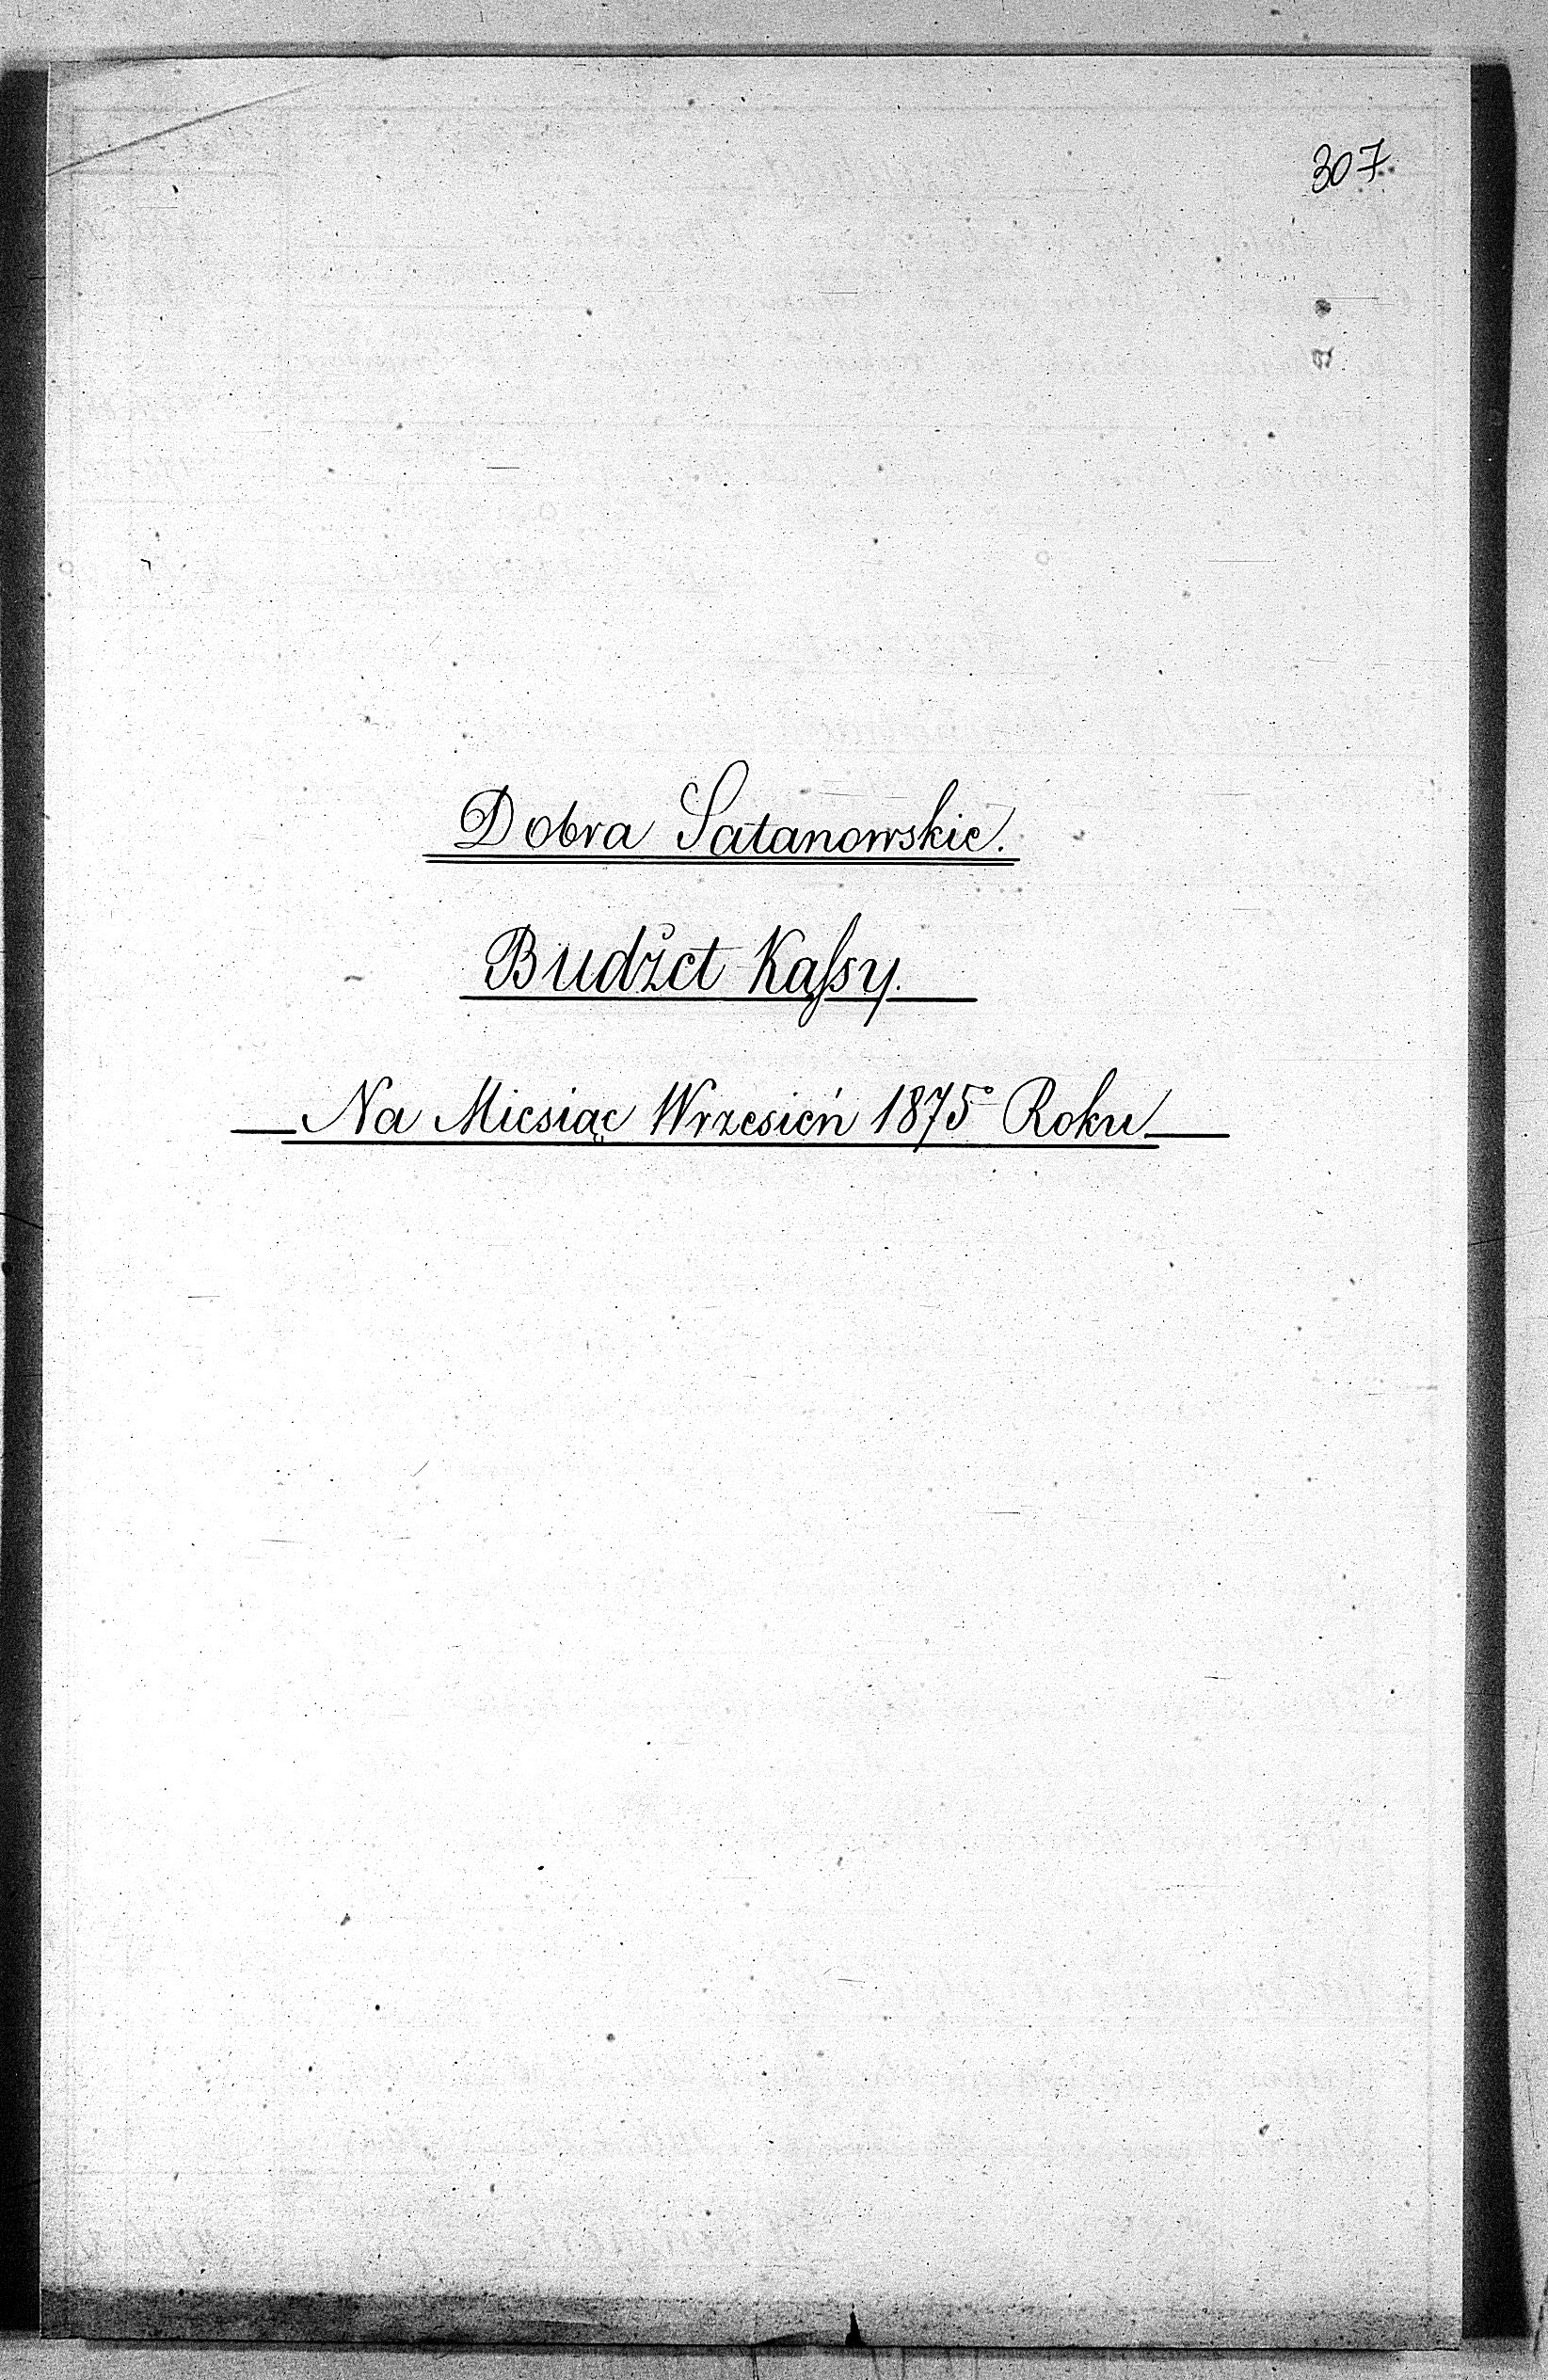 307
Dobra Satanowskie.
Budżet Kaſsy.
Na Miesiąc Wrzesień 1875° Roku